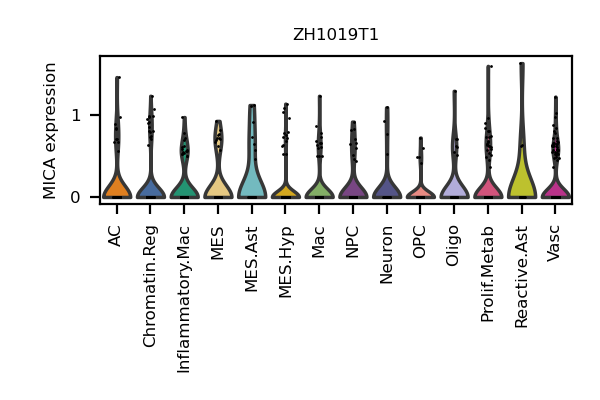 ZH1019T1
MICA expression
1
0
AC
Chromatin.Reg
Inflammatory.Mac
MES
MES.Ast
MES.Hyp
Mac
NPC
Neuron
OPC
Oligo
Prolif.Metab
Reactive.Ast
Vasc